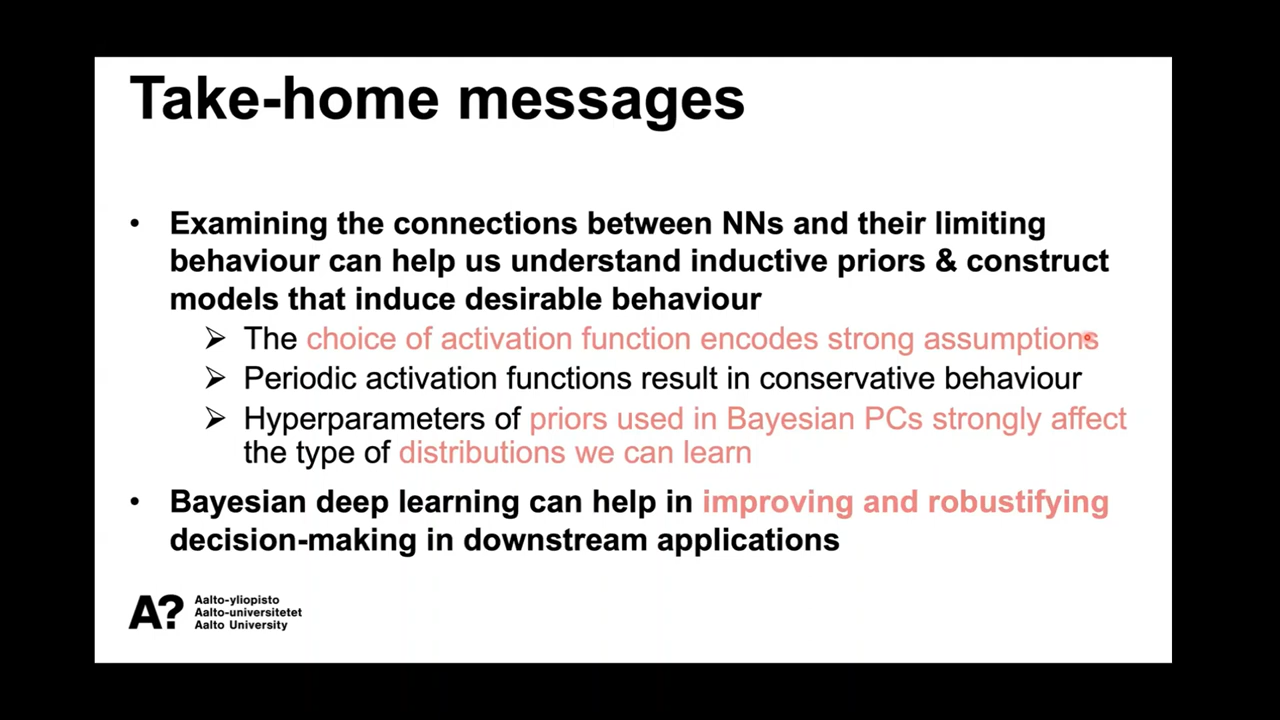 Take-home messages
• Examining the connections between NNs and their limiting
behaviour can help us understand inductive priors & construct
models that induce desirable behaviour
➢ The choice of activation function encodes strong assumptions
➢ Periodic activation functions result in conservative behaviour
➢ Hyperparameters of priors used in Bayesian PCs strongly affect
the type of distributions we can learn
• Bayesian deep learning can help in improving and robustifying
decision-making in downstream applications
A?
Aalto-yliopisto
Aalto-universitetet
Aalto University